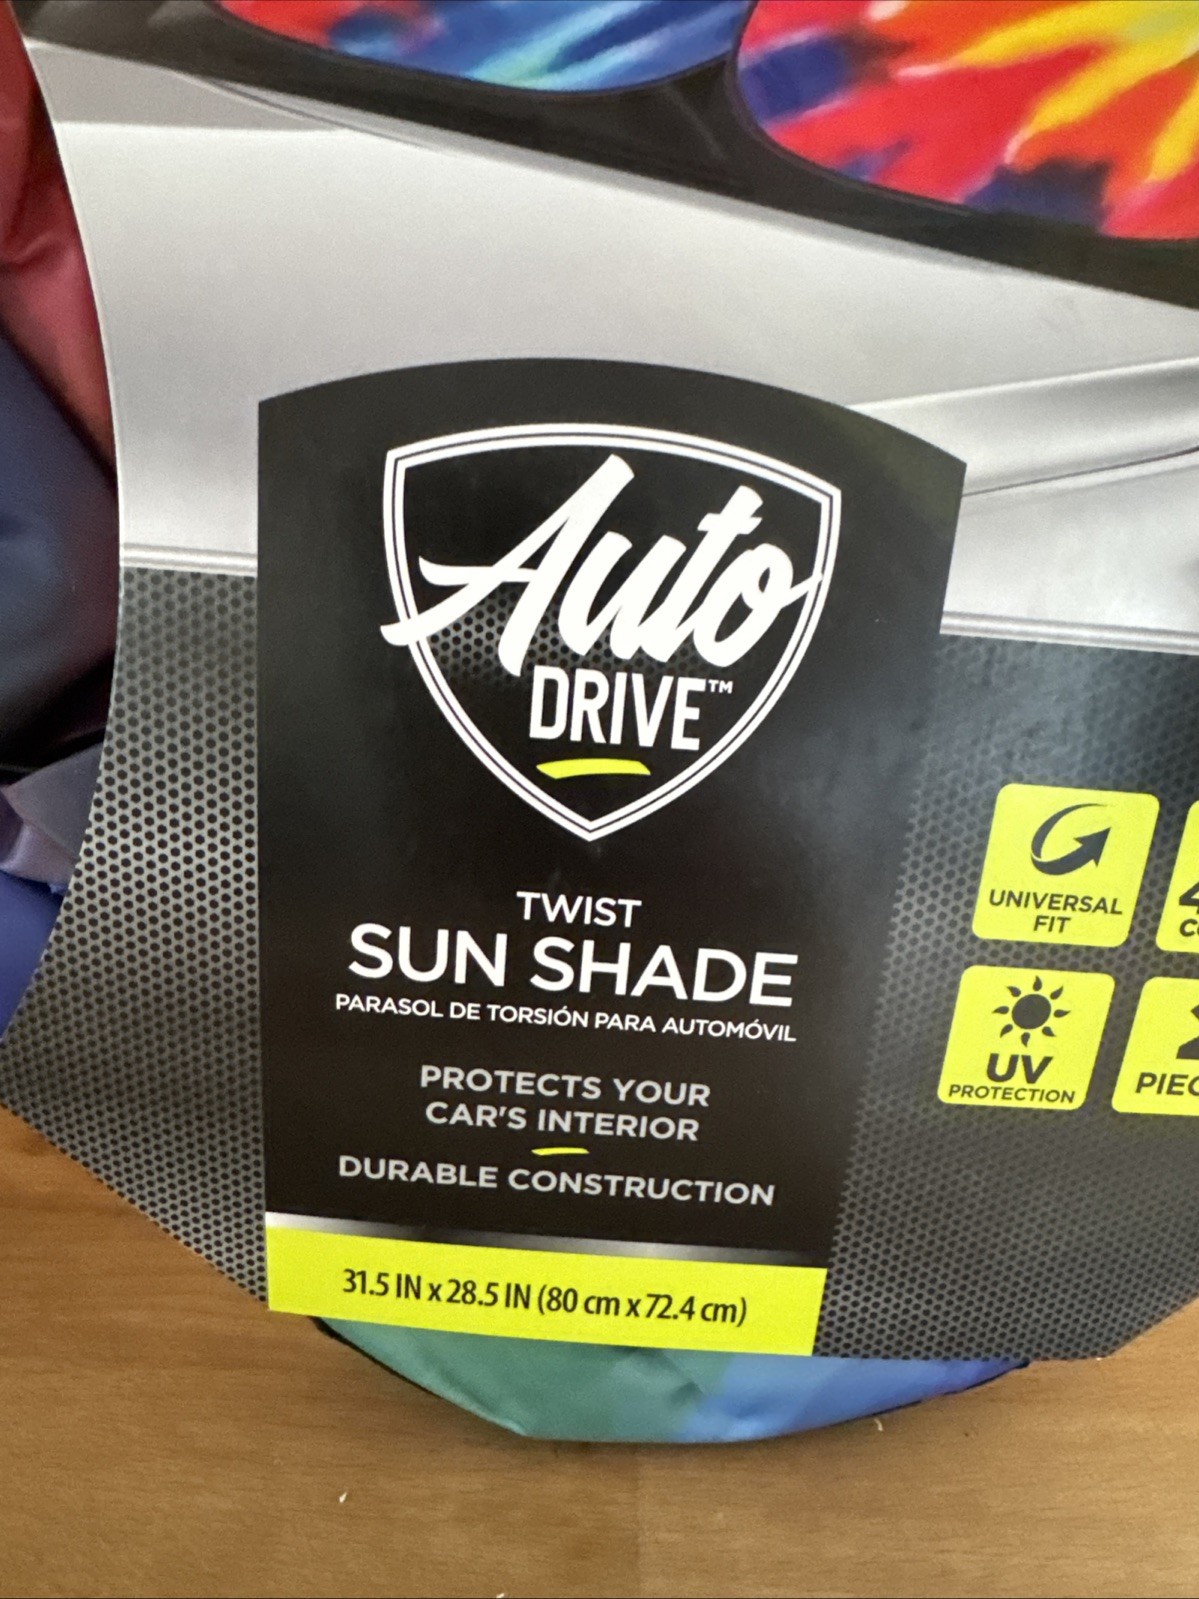 Auto
DRIVE™
TWIST
SUN SHADE
PARASOL DE TORSIÓN PARA AUTOMÓVIL
PROTECTS YOUR
CAR'S INTERIOR
DURABLE CONSTRUCTION
31.5 IN x 28.5 IN (80 cm x 72.4 cm)
UNIVERSAL
FIT
UV
PROTECTION